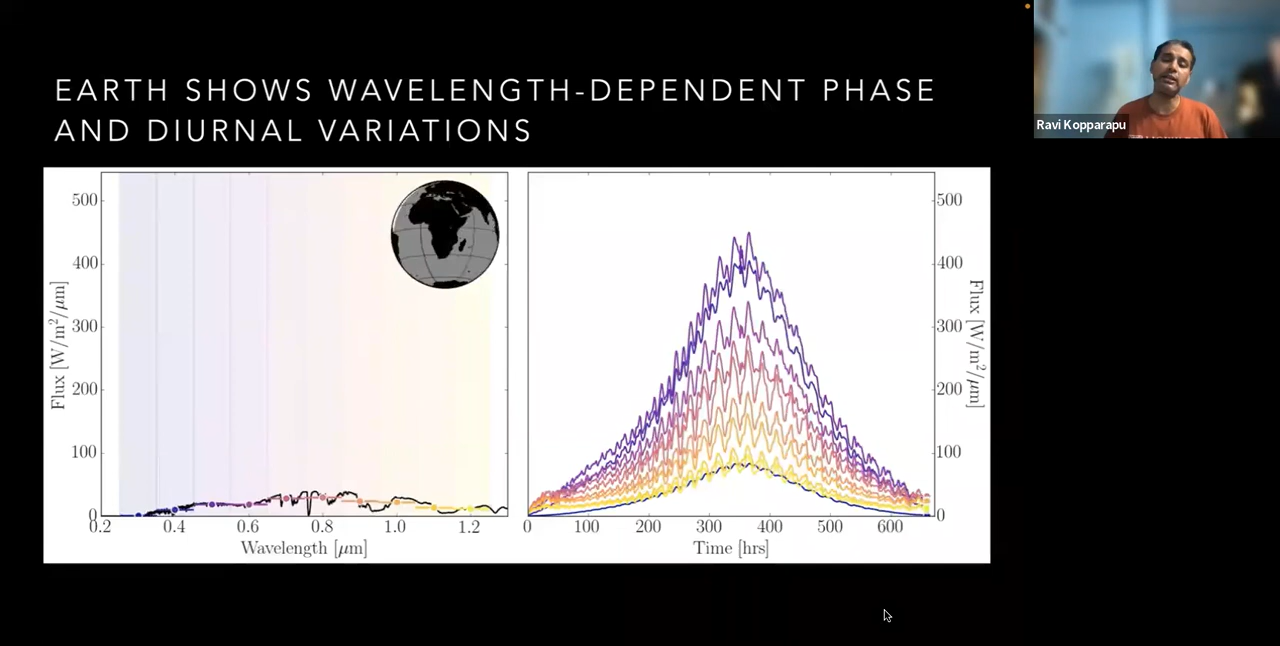 EARTH SHOWS WAVELENGTH-DEPENDENT PHASE
AND DIURNAL VARIATIONS
Ravi Kopparapu
500
400
300
200
100
0
Flux [W/m²/μm]
0.2 0.4 0.6 0.8 1.0 1.2
Wavelength [μm]
500
400
300
200
100
0
Flux [W/m²/μm]
0 100 200 300 400 500 600
Time [hrs]